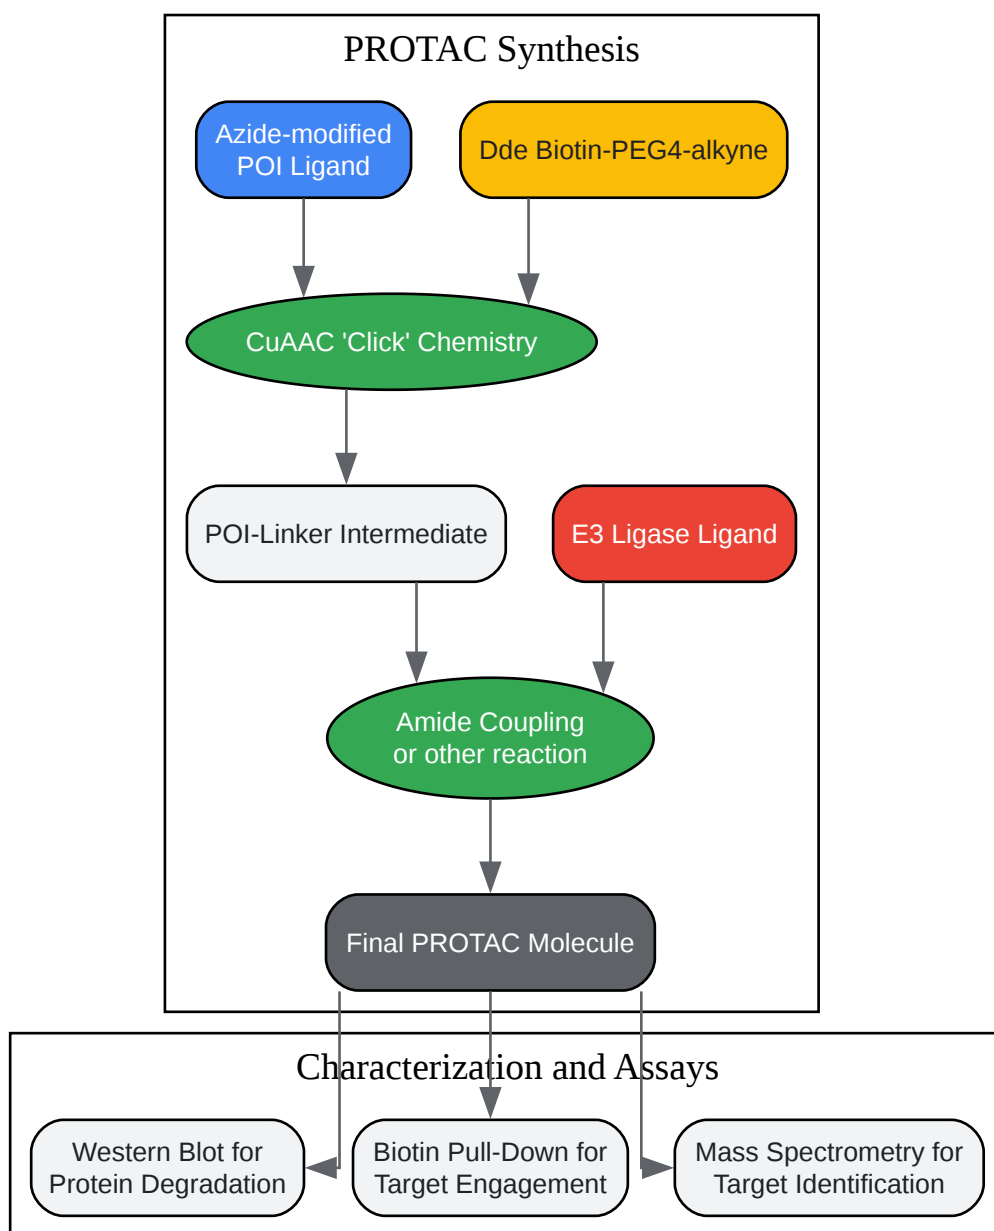 PROTAC Synthesis
Azide-modified
POI Ligand
Dde Biotin-PEG4-alkyne
CuAAC 'Click' Chemistry
POI-Linker Intermediate
E3 Ligase Ligand
Amide Coupling
or other reaction
Final PROTAC Molecule
Characterization and Assays
Western Blot for
Protein Degradation
Biotin Pull-Down for
Target Engagement
Mass Spectrometry for
Target Identification